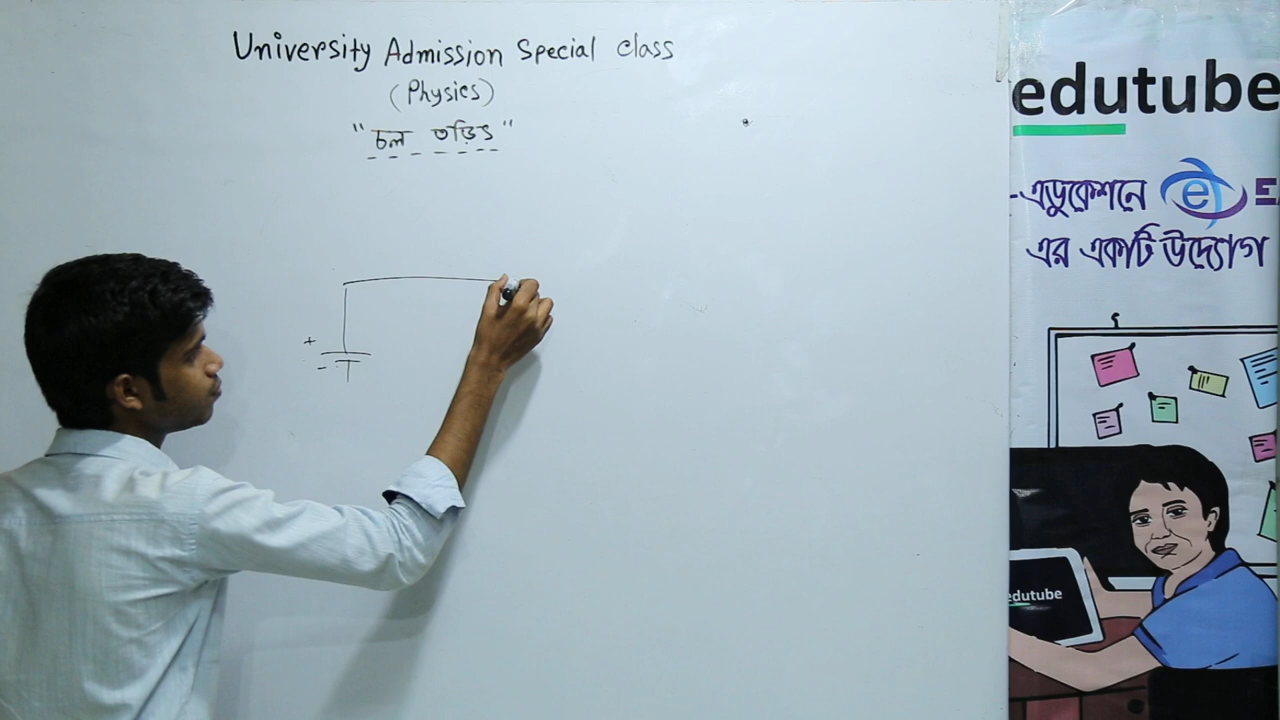 University Admission Special class
(Physics)
"চল তড়িৎ"
+
-
edutube
-এডুকেশনে
এর একটি উদ্যোগ
edutube